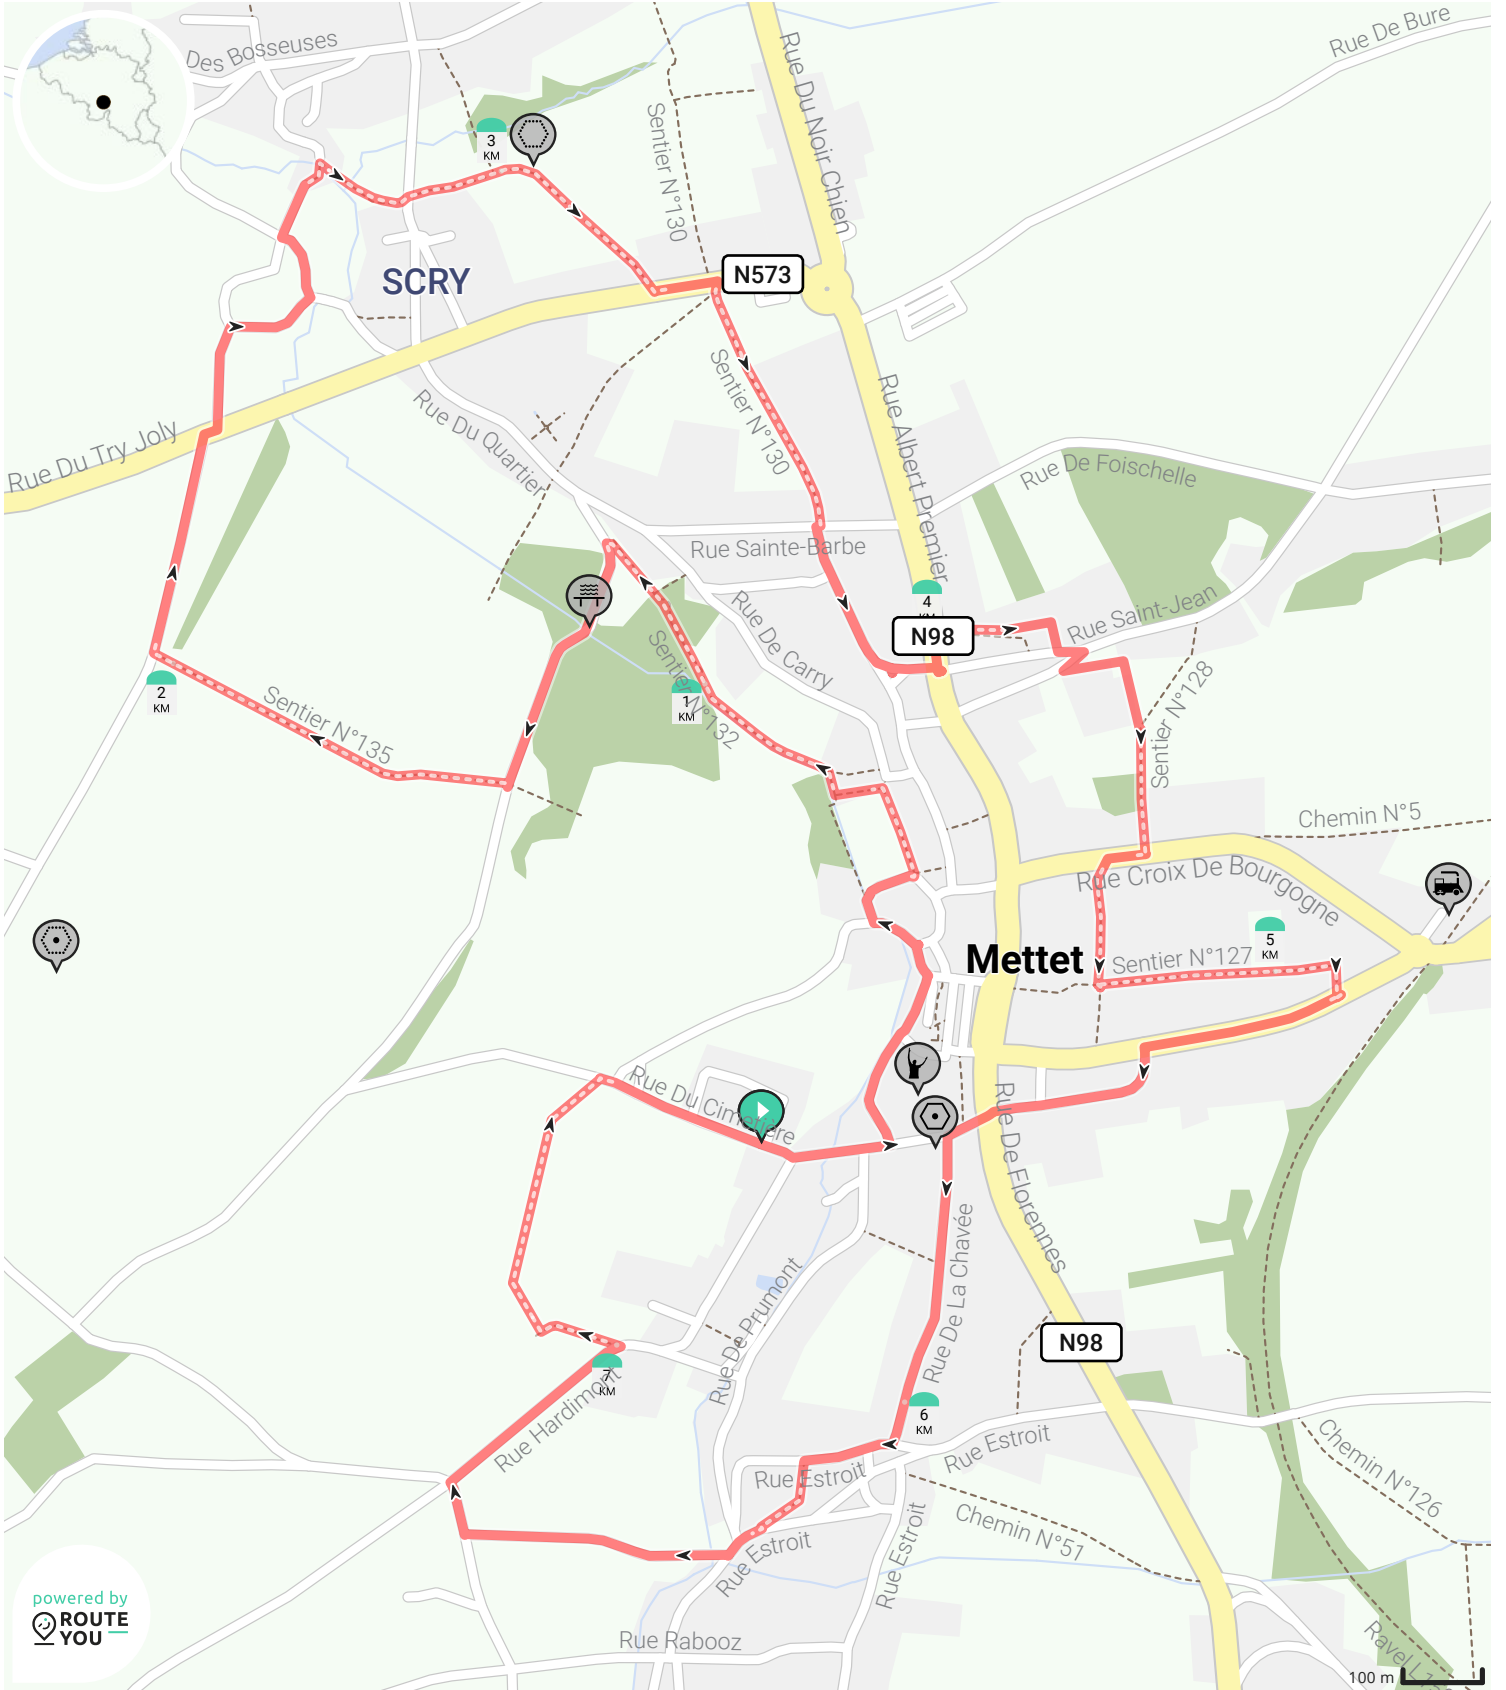 Des Bosseuses
Rue De Bure
Rue Du Noir Chien
Sentier N°130
3
KM
N573
SCRY
Sentier N°130
Rue Du Quartier
Rue Albert Premier
Rue Du Try Joly
Rue De Foischelle
Rue Sainte-Barbe
4
N98
Rue Saint-Jean
Rue De Carry
Sentier N°132
1
KM
2
KM
Sentier N°135
Sentier N°128
Chemin N°5
Rue Croix De Bourgogne
Mettet
5
KM
Sentier N°127
Rue Du Cimetière
Rue De Florennes
Rue De La Chavée
Rue De Prumont
N98
7
KM
Rue Hardimont
6
KM
Rue Estroit
Rue Estroit
Chemin N°126
Chemin N°51
Rue Estroit
Rue Estroit
Rue Rabooz
powered by
ROUTE
YOU
100 m